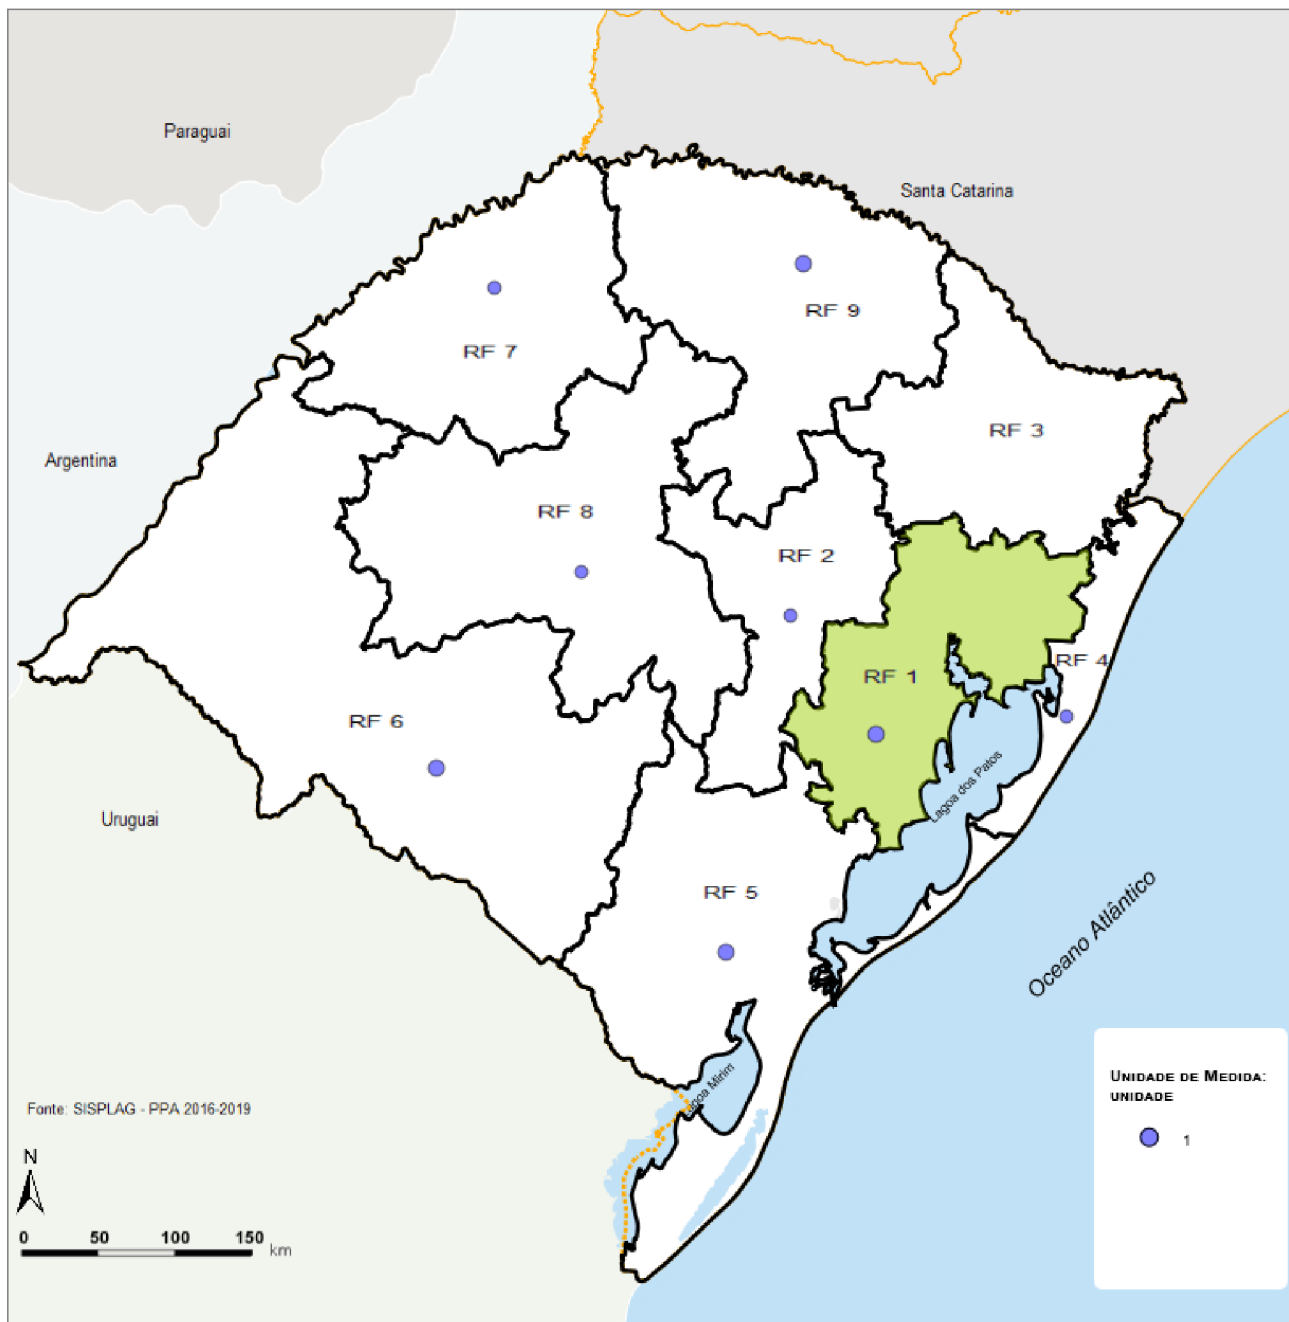 Paraguai
Santa Catarina
RF 9
RF 7
RF 3
Argentina
RF 8
RF 2
RF 4
RF 1
RF 6
Lagoa dos Patos
Uruguai
RF 5
Oceano Atlântico
Lagoa Mirim
UNIDADE DE MEDIDA:
UNIDADE
1
Fonte: SISPLAG - PPA 2016-2019
N
0 50 100 150
km